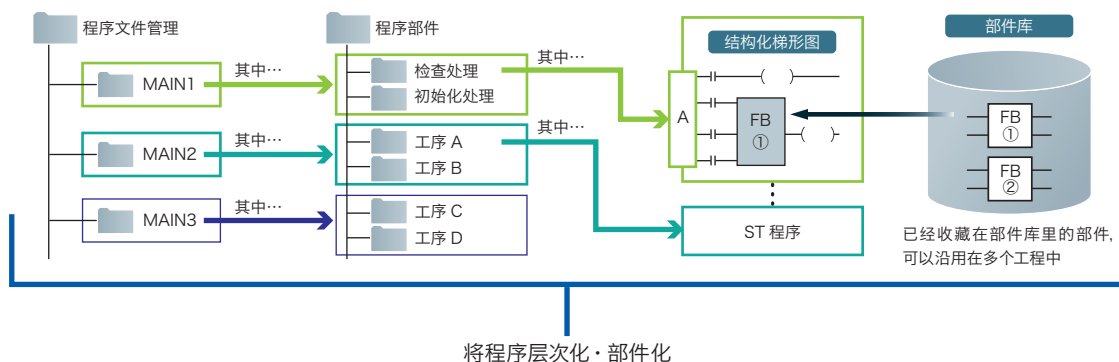 程序文件管理
MAIN1
MAIN2
MAIN3
其中…
其中…
其中…
程序部件
检查处理
初始化处理
工序 A
工序 B
工序 C
工序 D
其中…
其中…
结构化梯形图
A
FB
①
ST 程序
部件库
FB
①
FB
②
已经收藏在部件库里的部件,
可以沿用在多个工程中
将程序层次化·部件化